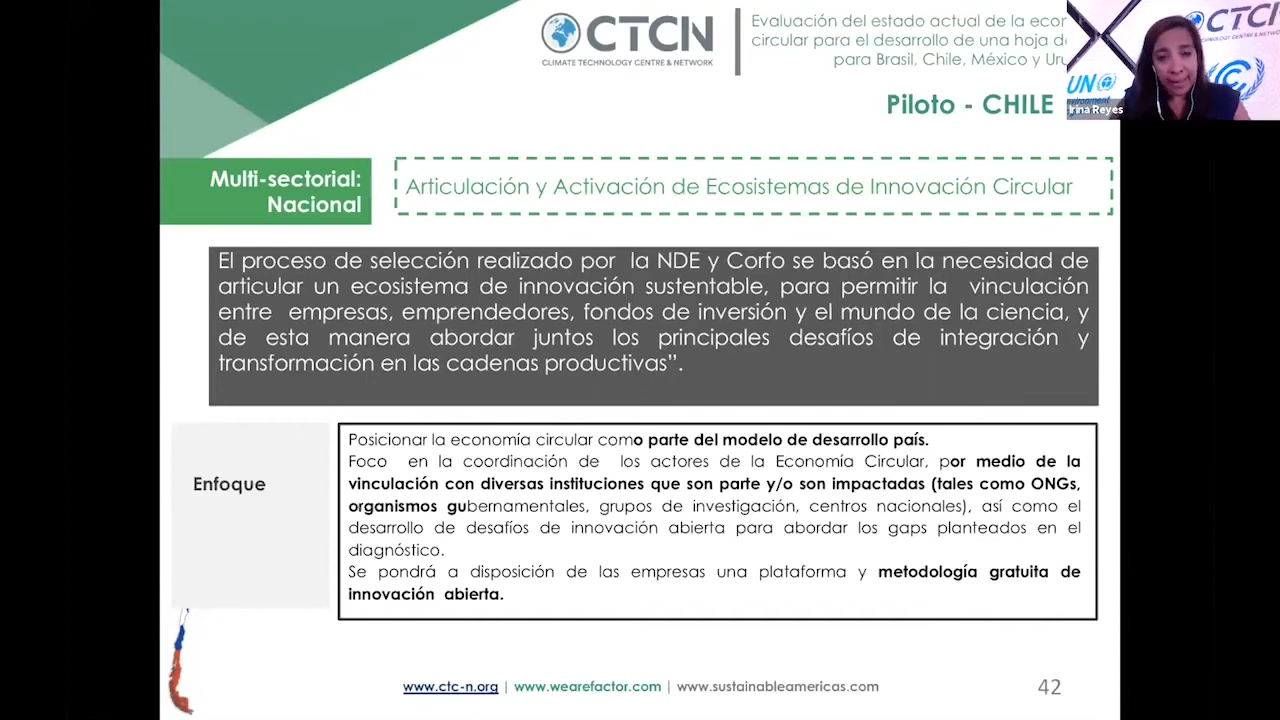 CTCN
CLIMATE TECHNOLOGY CENTRE & NETWORK
Evaluación del estado actual de la
circular para el desarrollo de una hoja
para Brasil, Chile, México y
Piloto - CHILE
CTCN
UN
Irina Reyes
Multi-sectorial:
Nacional
Articulación y Activación de Ecosistemas de Innovación Circular
El proceso de selección realizado por la NDE y Corfo se basó en la necesidad de
articular un ecosistema de innovación sustentable, para permitir la vinculación
entre empresas, emprendedores, fondos de inversión y el mundo de la ciencia, y
de esta manera abordar juntos los principales desafíos de integración y
transformación en las cadenas productivas”.
Enfoque
Posicionar la economía circular como parte del modelo de desarrollo país.
Foco en la coordinación de los actores de la Economía Circular, por medio de la
vinculación con diversas instituciones que son parte y/o son impactadas (tales como ONGs,
organismos gubernamentales, grupos de investigación, centros nacionales), así como el
desarrollo de desafíos de innovación abierta para abordar los gaps planteados en el
diagnóstico.
Se pondrá a disposición de las empresas una plataforma y metodología gratuita de
innovación abierta.
www.ctc-n.org | www.wearefactor.com | www.sustainableamericas.com
42